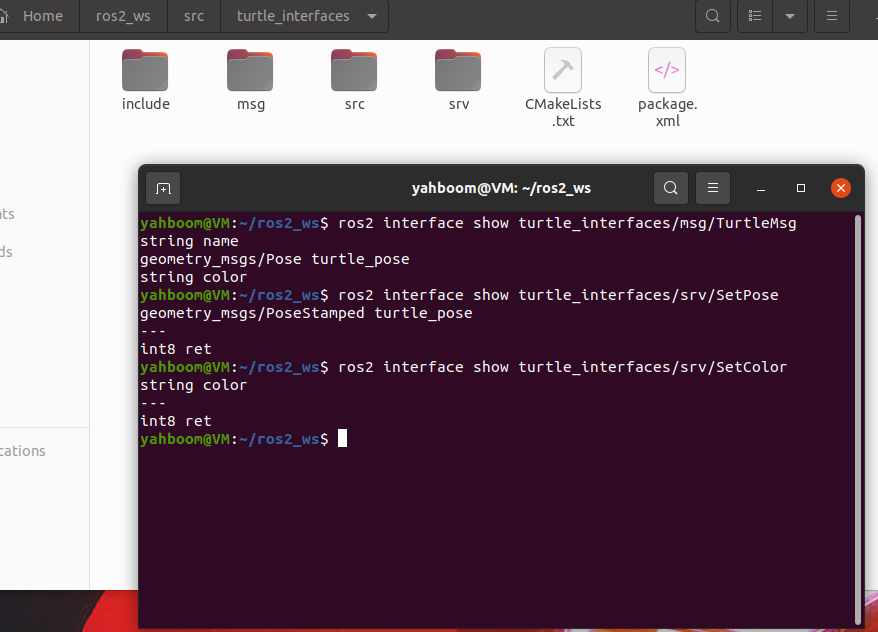 Home ros2_ws src turtle_interfaces
include msg src srv CMakeLists package.
.txt xml
nts
ds
cations
yahboom@VM: ~/ros2_ws
yahboom@VM:~/ros2_ws$ ros2 interface show turtle_interfaces/msg/TurtleMsg
string name
geometry_msgs/Pose turtle_pose
string color
yahboom@VM:~/ros2_ws$ ros2 interface show turtle_interfaces/srv/SetPose
geometry_msgs/PoseStamped turtle_pose
---
int8 ret
yahboom@VM:~/ros2_ws$ ros2 interface show turtle_interfaces/srv/SetColor
string color
---
int8 ret
yahboom@VM:~/ros2_ws$